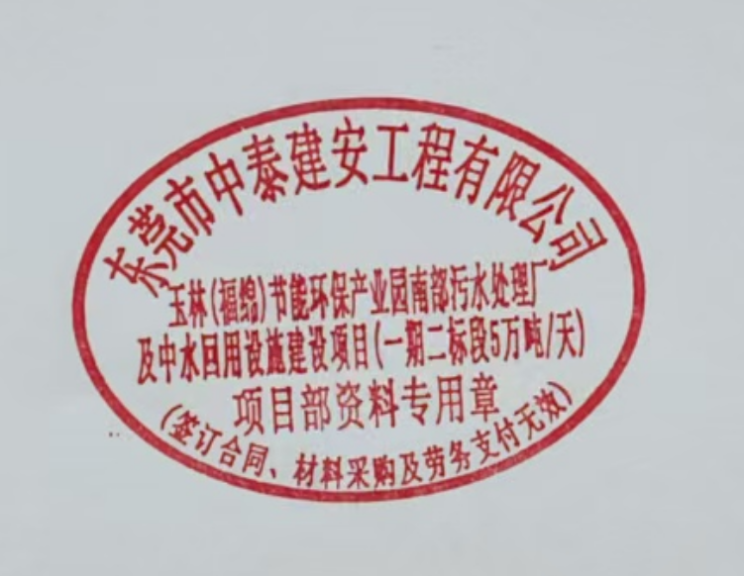 东莞市中泰建安工程有限公司
玉林(福绵)节能环保产业园南部污水处理厂
及中水回用设施建设项目(一期二标段5万吨/天)
项目部资料专用章
(签订合同、材料采购及劳务支付无效)